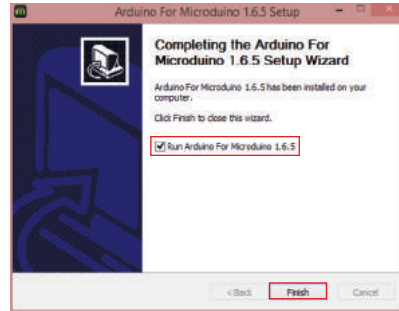 Arduino For Microduino 1.6.5 Setup
Completing the Arduino For
Microduino 1.6.5 Setup Wizard
Arduino For Microduino 1.6.5 has been installed on your
computer.
Click Finish to close this wizard.
Run Arduino For Microduino 1.6.5
< Back
Finish
Cancel